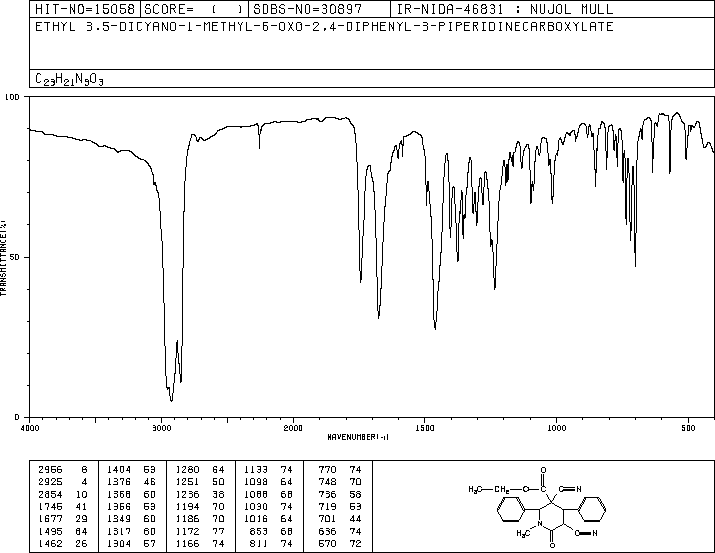 HIT-NO=15058 SCORE= ( ) SDBS-NO=30897 IR-NIDA-46831 : NUJOL MULL
ETHYL 3,5-DICYANO-1-METHYL-6-OXO-2,4-DIPHENYL-3-PIPERIDINECARBOXYLATE
C23H21N3O3
100
50
0
TRANSMITTANCE(%)
4000 3000 2000 1500 1000 500
WAVENUMBER(-1)
2956 6 1404 53 1280 64 1133 74 770 74
2925 4 1376 46 1251 50 1098 64 748 70
2854 10 1368 60 1236 38 1088 68 736 58
1745 41 1356 53 1194 70 1030 74 719 53
1677 29 1349 60 1186 70 1016 64 701 44
1495 64 1317 60 1172 77 853 68 636 74
1462 26 1304 57 1166 74 811 74 570 72
O
H3C CH2 O C C N
N
H3C O C N